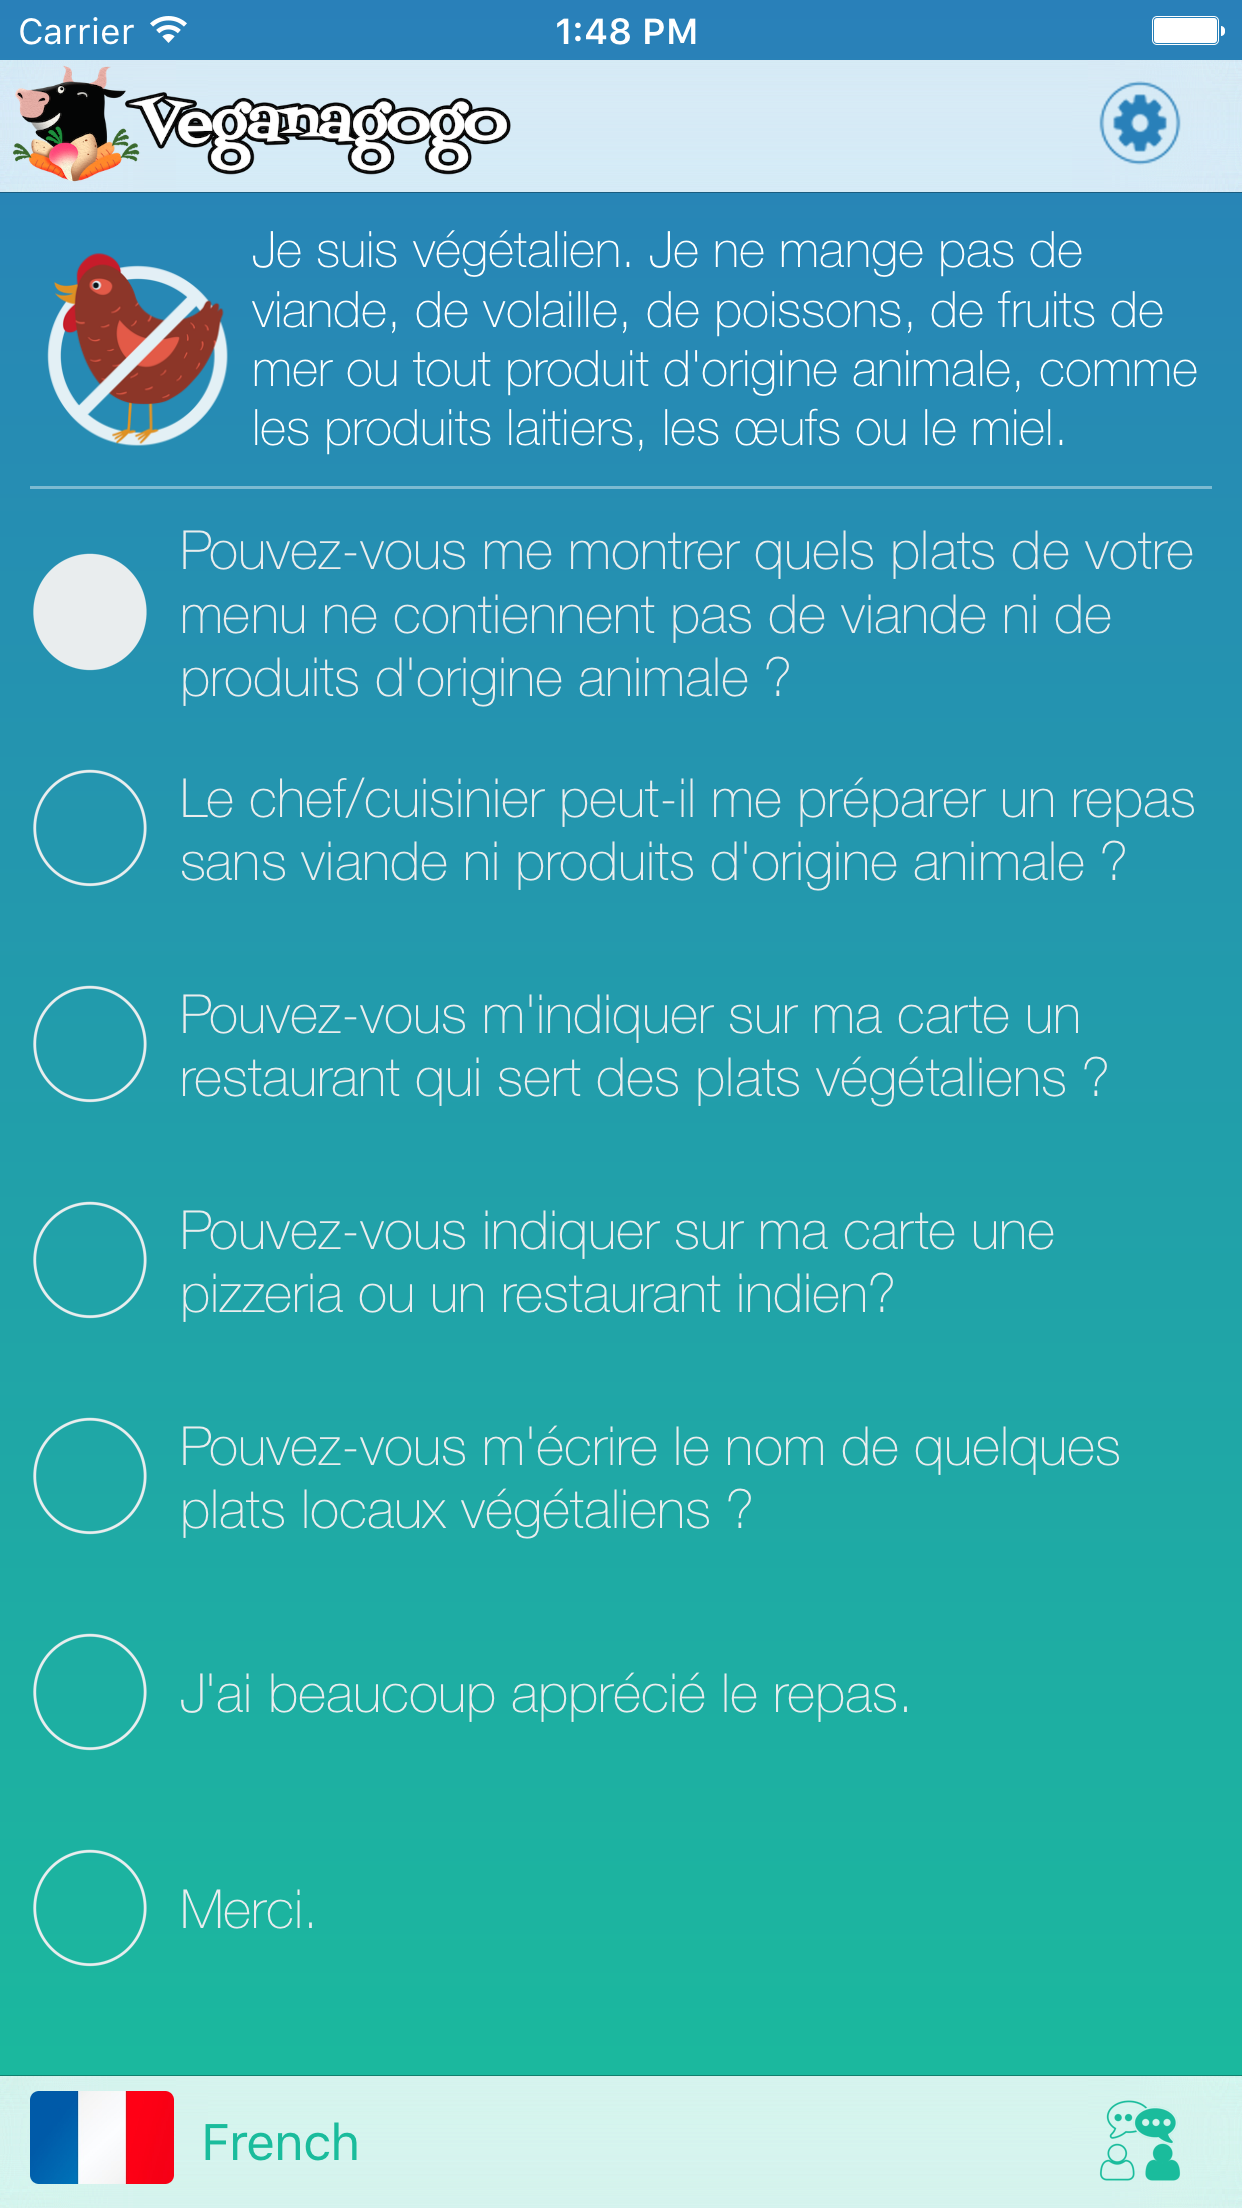 Carrier
1:48 PM
Veganagogo
Je suis végétalien. Je ne mange pas de
viande, de volaille, de poissons, de fruits de
mer ou tout produit d'origine animale, comme
les produits laitiers, les œufs ou le miel.
Pouvez-vous me montrer quels plats de votre
menu ne contiennent pas de viande ni de
produits d'origine animale ?
Le chef/cuisinier peut-il me préparer un repas
sans viande ni produits d'origine animale ?
Pouvez-vous m'indiquer sur ma carte un
restaurant qui sert des plats végétaliens ?
Pouvez-vous indiquer sur ma carte une
pizzeria ou un restaurant indien?
Pouvez-vous m'écrire le nom de quelques
plats locaux végétaliens ?
J'ai beaucoup apprécié le repas.
Merci.
French